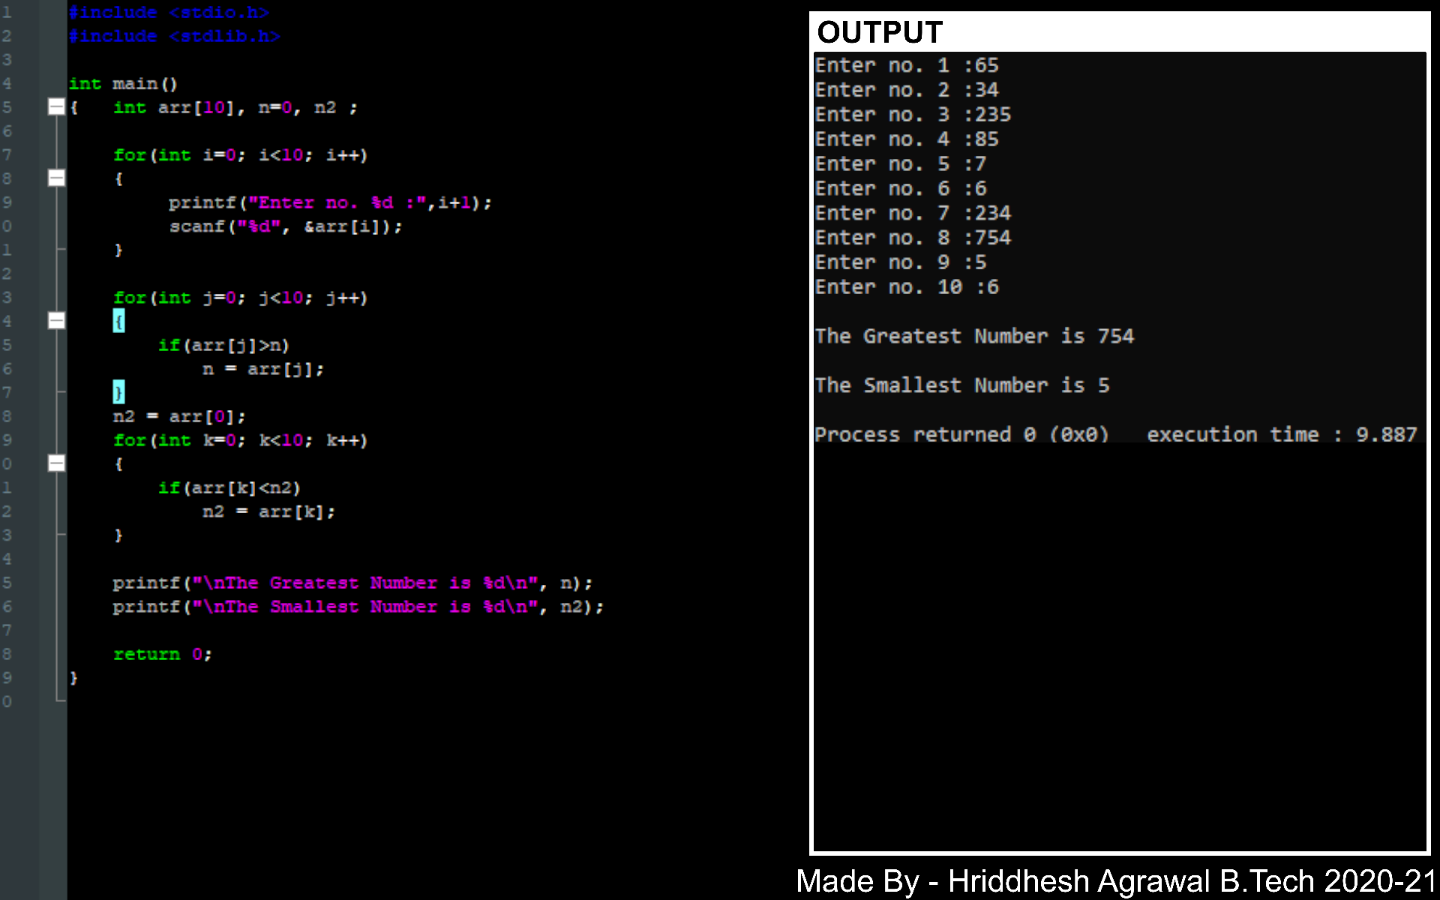 1 #include <stdio.h>
2 #include <stdlib.h>
3
4 int main()
5 { int arr[10], n=0, n2 ;
6
7 for(int i=0; i<10; i++)
8 {
9 printf("Enter no. %d :",i+1);
0 scanf("%d", &arr[i]);
1 }
2
3 for(int j=0; j<10; j++)
4 {
5 if(arr[j]>n)
6 n = arr[j];
7 }
8 n2 = arr[0];
9 for(int k=0; k<10; k++)
0 {
1 if(arr[k]<n2)
2 n2 = arr[k];
3 }
4
5 printf("\nThe Greatest Number is %d\n", n);
6 printf("\nThe Smallest Number is %d\n", n2);
7
8 return 0;
9 }
0
OUTPUT
Enter no. 1 :65
Enter no. 2 :34
Enter no. 3 :235
Enter no. 4 :85
Enter no. 5 :7
Enter no. 6 :6
Enter no. 7 :234
Enter no. 8 :754
Enter no. 9 :5
Enter no. 10 :6
The Greatest Number is 754
The Smallest Number is 5
Process returned 0 (0x0) execution time : 9.887
Made By - Hriddhesh Agrawal B.Tech 2020-21